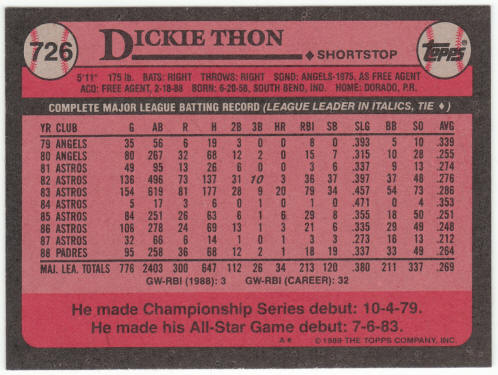 726
DICKIE THON
♦ SHORTSTOP
TOPPS
5'11" 175 lb. BATS: RIGHT THROWS: RIGHT SGND: ANGELS-1975, AS FREE AGENT
ACQ: FREE AGENT, 2-18-88 BORN: 6-20-58, SOUTH BEND, IND. HOME: DORADO, P.R.
COMPLETE MAJOR LEAGUE BATTING RECORD (LEAGUE LEADER IN ITALICS, TIE ♦)
YR CLUB G AB R H 2B 3B HR RBI SB SLG BB SO AVG
79 ANGELS 35 56 6 19 3 0 0 8 0 .393 5 10 .339
80 ANGELS 80 267 32 68 12 2 0 15 7 .315 10 28 .255
81 ASTROS 49 95 13 26 6 0 0 3 6 .337 9 13 .274
82 ASTROS 136 496 73 137 31 10 3 36 37 .397 37 48 .276
83 ASTROS 154 619 81 177 28 9 20 79 34 .457 54 73 .286
84 ASTROS 5 17 3 6 0 1 0 1 0 .471 0 4 .353
85 ASTROS 84 251 26 63 6 1 6 29 8 .355 18 50 .251
86 ASTROS 106 278 24 69 13 1 3 21 6 .335 29 49 .248
87 ASTROS 32 66 6 14 1 0 1 3 3 .273 16 13 .212
88 PADRES 95 258 36 68 12 2 1 18 19 .337 33 49 .264
MAJ. LEA. TOTALS 776 2403 300 647 112 26 34 213 120 .380 211 337 .269
GW-RBI (1988): 3 GW-RBI (CAREER): 32
He made Championship Series debut: 10-4-79.
He made his All-Star Game debut: 7-6-83.
A* © 1989 THE TOPPS COMPANY, INC.